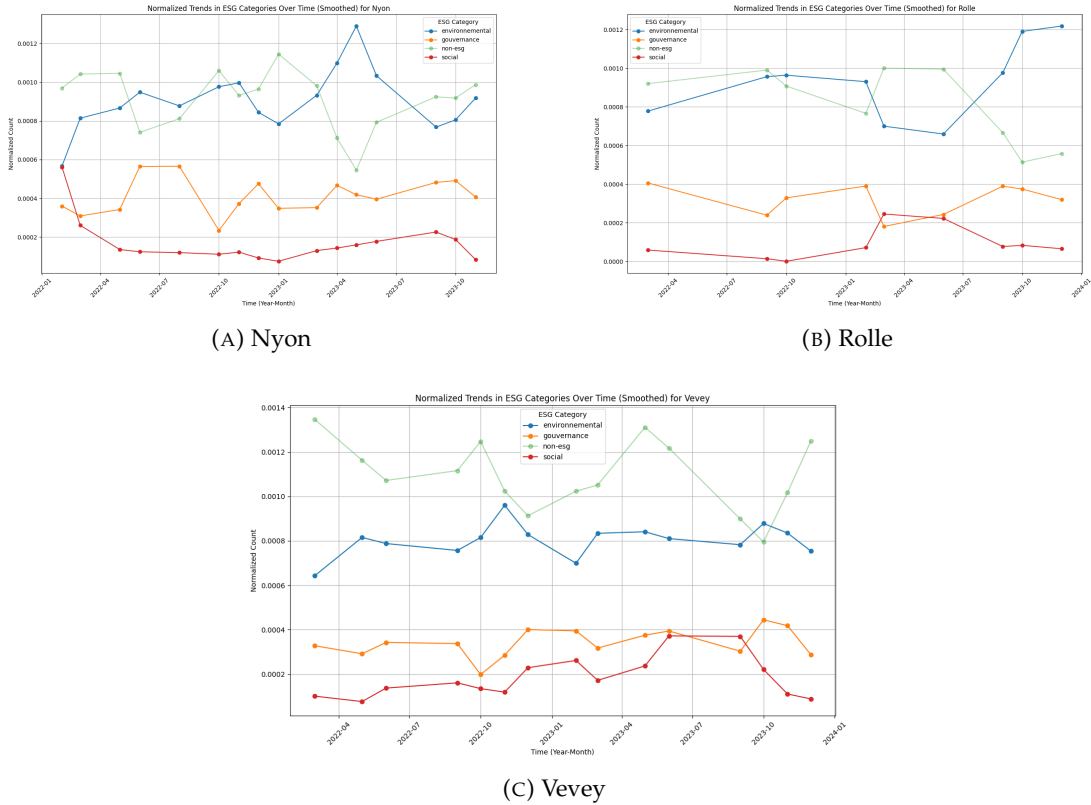 Normalized Trends in ESG Categories Over Time (Smoothed) for Nyon
ESG Category
environnemental
gouvernance
non-esg
social
Normalized Count
0.0012
0.0010
0.0008
0.0006
0.0004
0.0002
2022-01
2022-04
2022-07
2022-10
2023-01
2023-04
2023-07
2023-10
Time (Year-Month)
(A) Nyon
Normalized Trends in ESG Categories Over Time (Smoothed) for Rolle
ESG Category
environnemental
gouvernance
non-esg
social
Normalized Count
0.0012
0.0010
0.0008
0.0006
0.0004
0.0002
0.0000
2022-04
2022-07
2022-10
2023-01
2023-04
2023-07
2023-10
2024-01
Time (Year-Month)
(B) Rolle
Normalized Trends in ESG Categories Over Time (Smoothed) for Vevey
ESG Category
environnemental
gouvernance
non-esg
social
Normalized Count
0.0014
0.0012
0.0010
0.0008
0.0006
0.0004
0.0002
2022-04
2022-07
2022-10
2023-01
2023-04
2023-07
2023-10
2024-01
Time (Year-Month)
(C) Vevey